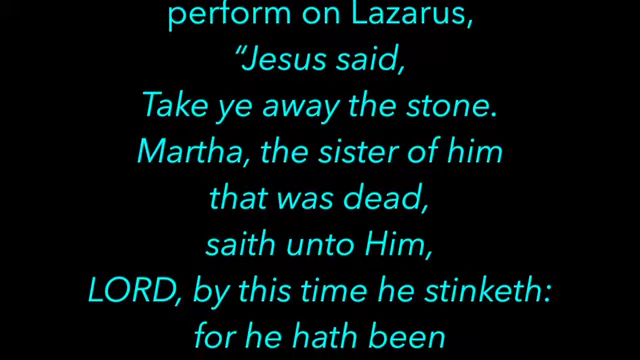 perform on Lazarus,
“Jesus said,
Take ye away the stone.
Martha, the sister of him
that was dead,
saith unto Him,
LORD, by this time he stinketh:
for he hath been